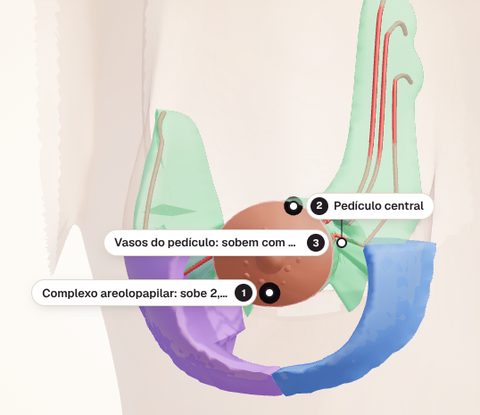 2 Pedículo central
Vasos do pedículo: sobem com ... 3
Complexo areolopapilar: sobe 2,... 1